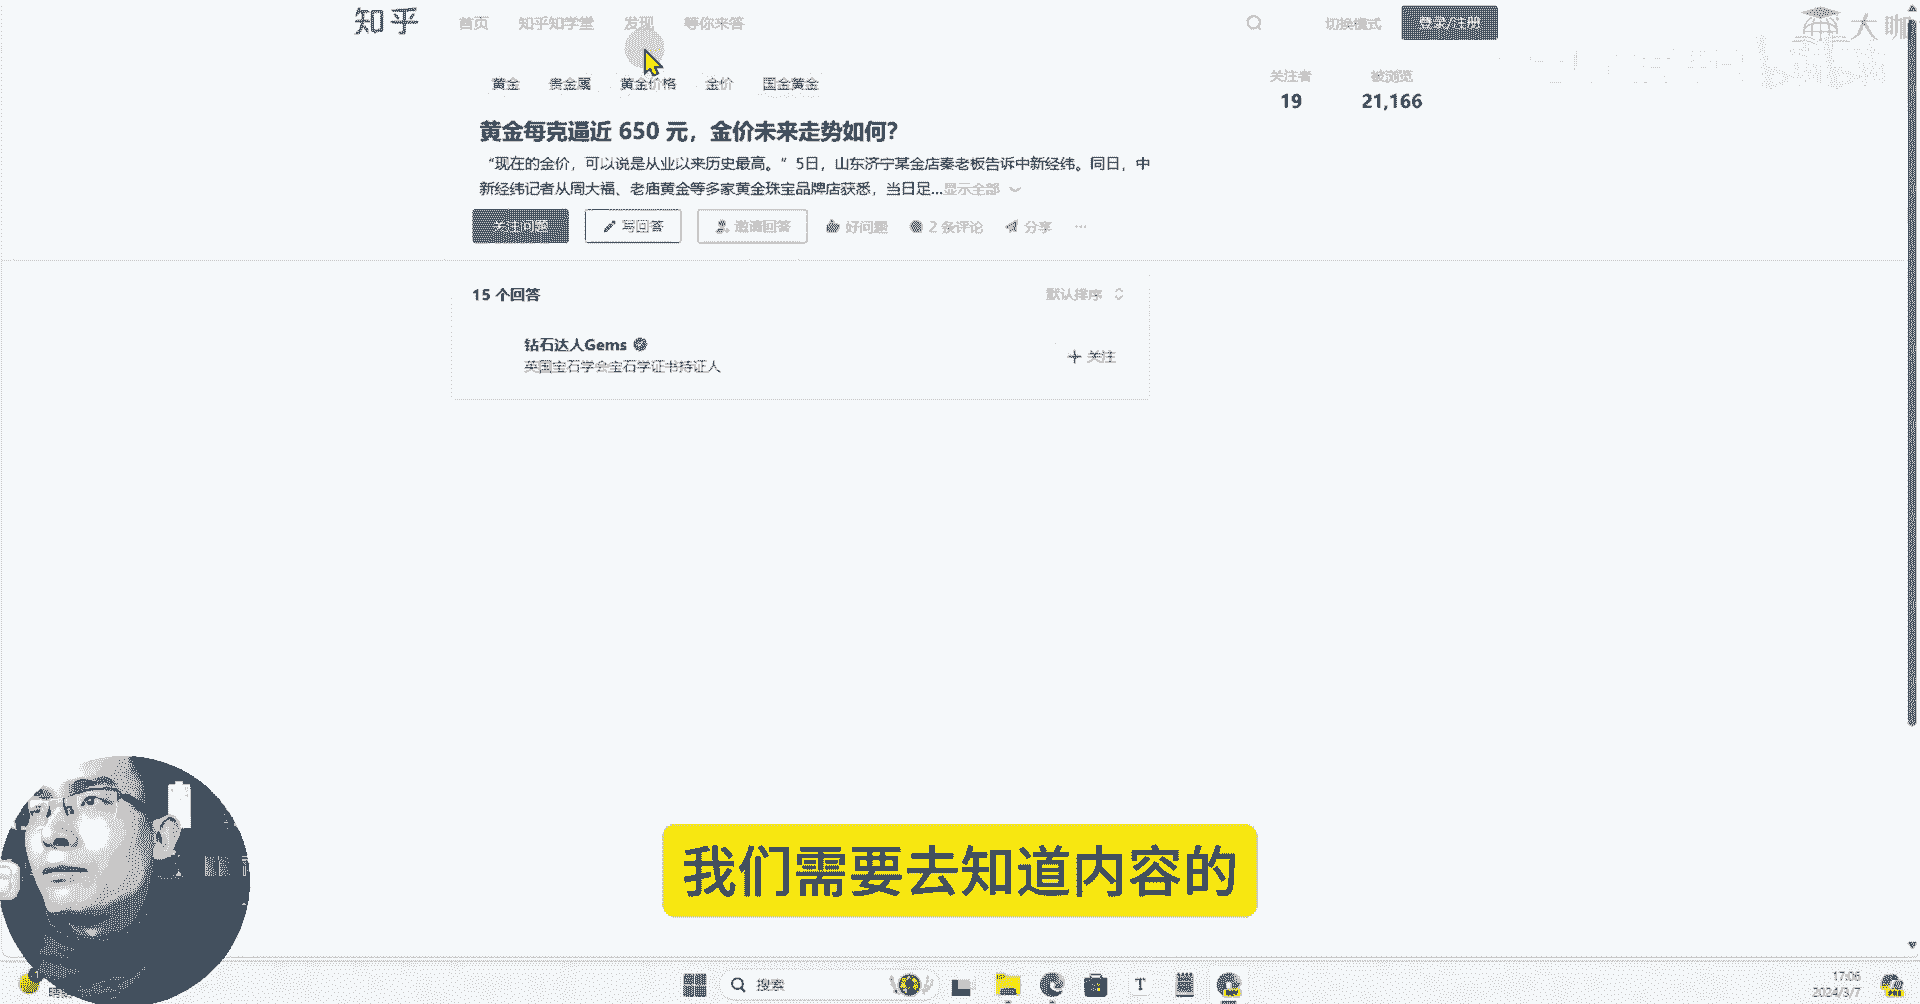 知乎 首页 知乎知学堂 发现 等你来答 切换模式 登录/注册
大咖
黄金 贵金属 黄金价格 金价 国金黄金
关注者 被浏览
19 21,166
黄金每克逼近 650 元，金价未来走势如何？
“现在的金价，可以说是从业以来历史最高。”5日，山东济宁某金店秦老板告诉中新经纬。同日，中
新经纬记者从周大福、老庙黄金等多家黄金珠宝品牌店获悉，当日足...显示全部
关注问题 写回答 邀请回答 好问题 2 条评论 分享 ···
15 个回答 默认排序
钻石达人Gems
英国宝石学会宝石学证书持证人
+ 关注
我们需要去知道内容的
搜索
T
17:06
2024/3/7